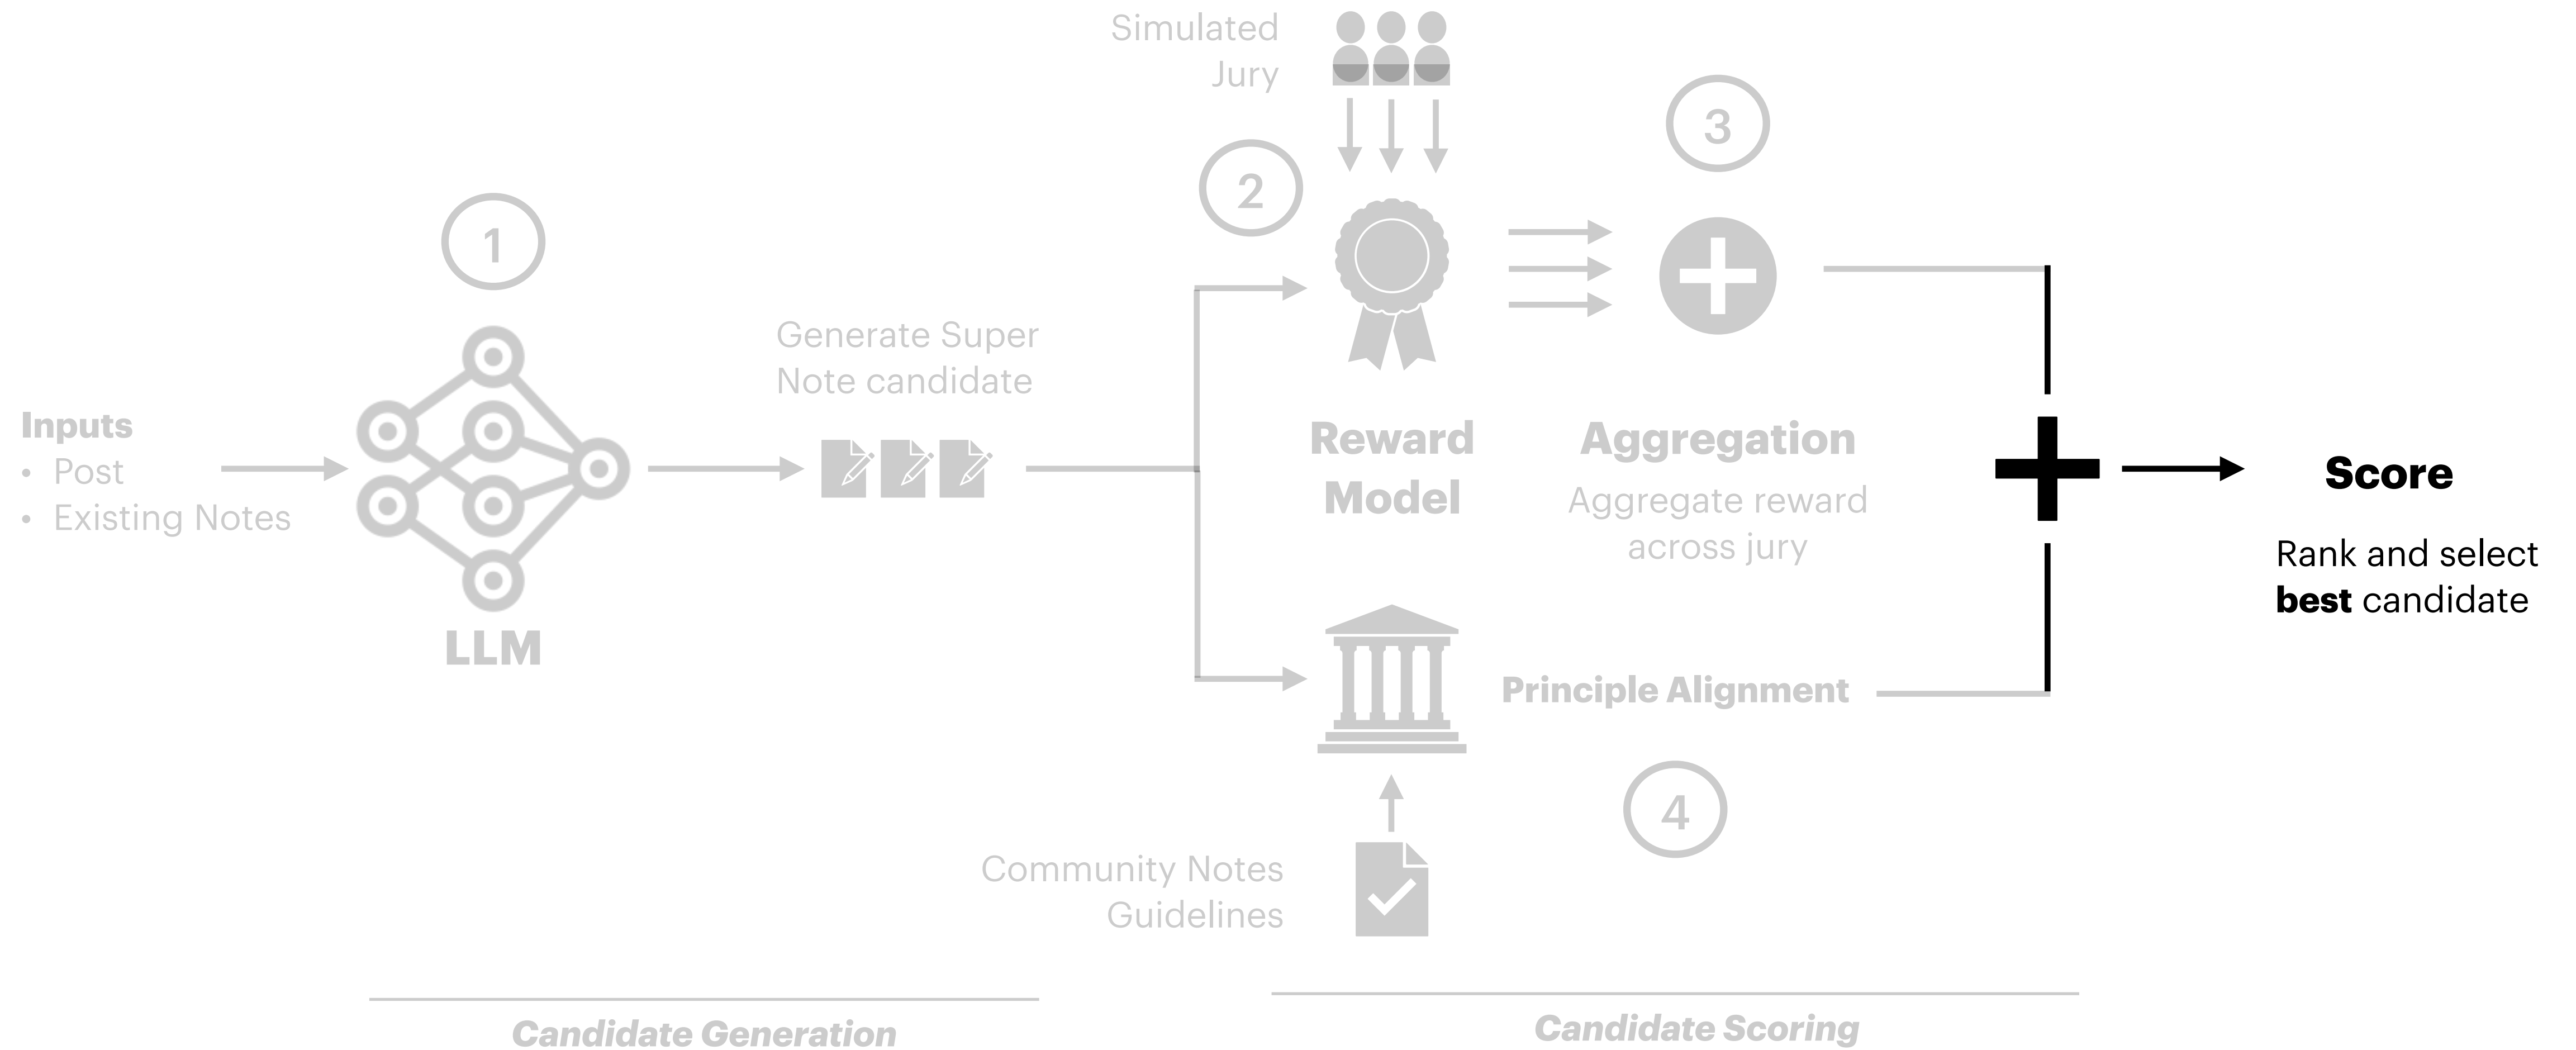 Simulated
Jury
3
2
1
Generate Super
Note candidate
Inputs
• Post
• Existing Notes
LLM
Reward
Model
Aggregation
Aggregate reward
across jury
Score
Rank and select
best candidate
Principle Alignment
4
Community Notes
Guidelines
Candidate Generation
Candidate Scoring